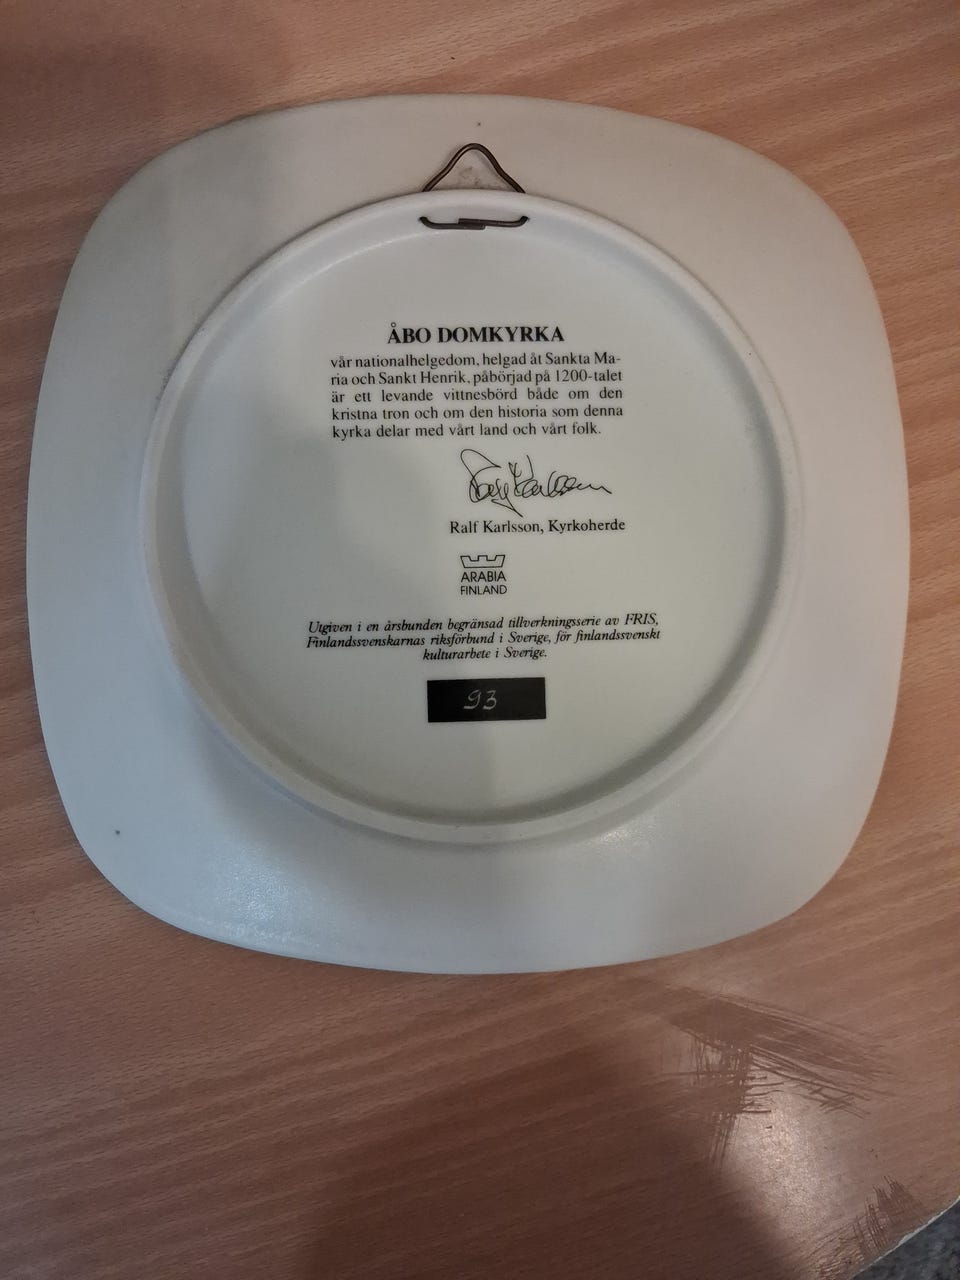 ÅBO DOMKYRKA
vår nationalhelgedom, helgad åt Sankta Ma-
ria och Sankt Henrik, påbörjad på 1200-talet
är ett levande vittnesbörd både om den
kristna tron och om den historia som denna
kyrka delar med vårt land och vårt folk.
Ralf Karlsson
Ralf Karlsson, Kyrkoherde
ARABIA
FINLAND
Utgiven i en årsbunden begränsad tillverkningsserie av FRIS,
Finlandssvenskarnas riksförbund i Sverige, för finlandssvenskt
kulturarbete i Sverige.
93